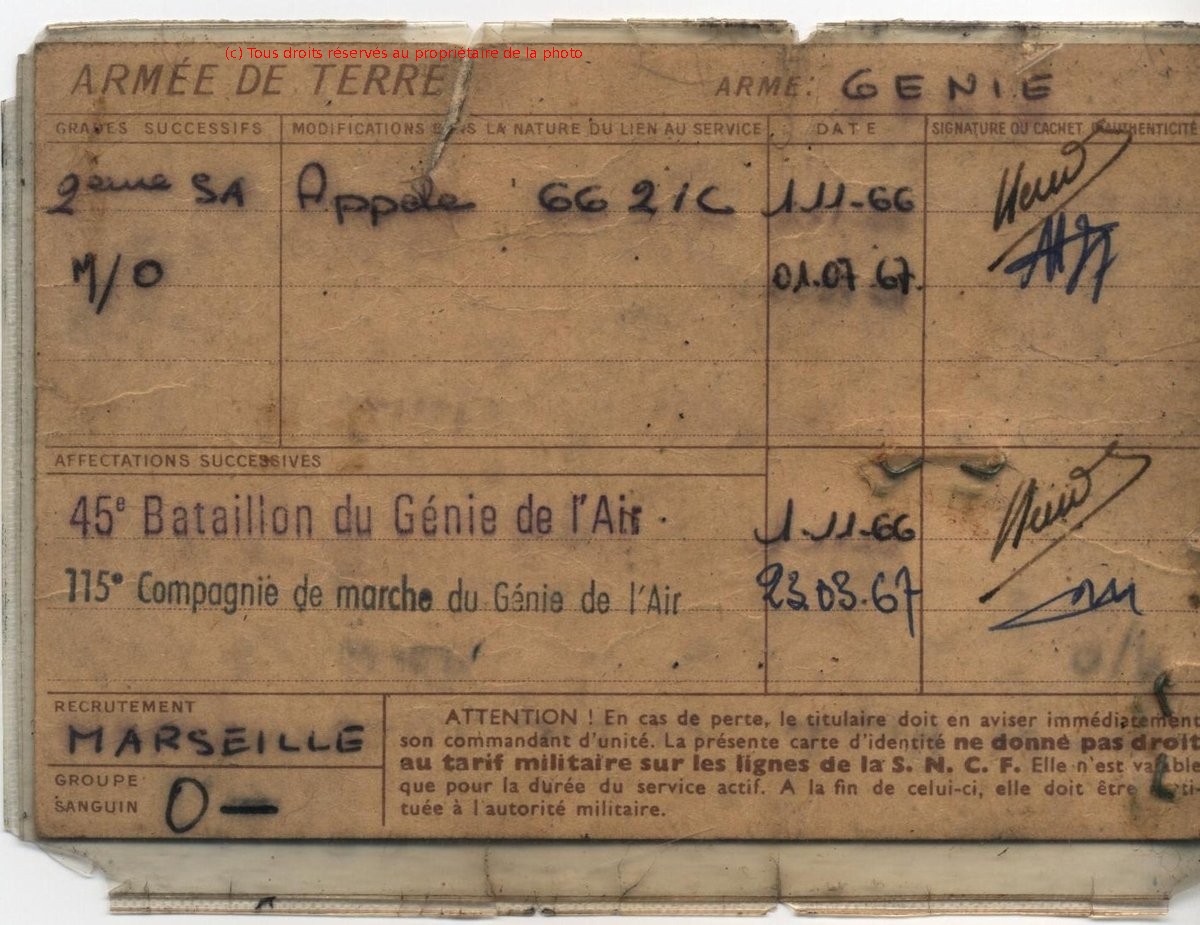 (c) Tous droits réservés au propriétaire de la photo
ARMÉE DE TERRE ARME: GENIE
GRADES SUCCESSIFS MODIFICATIONS DANS LA NATURE DU LIEN AU SERVICE DATE SIGNATURE OU CACHET D'AUTHENTICITÉ
2ème SA Appelé 66 2/C 1.11-66
M/O 01.07.67.
AFFECTATIONS SUCCESSIVES
45e Bataillon du Génie de l'Air. 1.11-66
115e Compagnie de marche du Génie de l'Air 23.03.67
RECRUTEMENT
MARSEILLE
GROUPE
SANGUIN O —
ATTENTION ! En cas de perte, le titulaire doit en aviser immédiatement
son commandant d'unité. La présente carte d'identité ne donne pas droit
au tarif militaire sur les lignes de la S. N. C. F. Elle n'est valable
que pour la durée du service actif. A la fin de celui-ci, elle doit être resti-
tuée à l'autorité militaire.